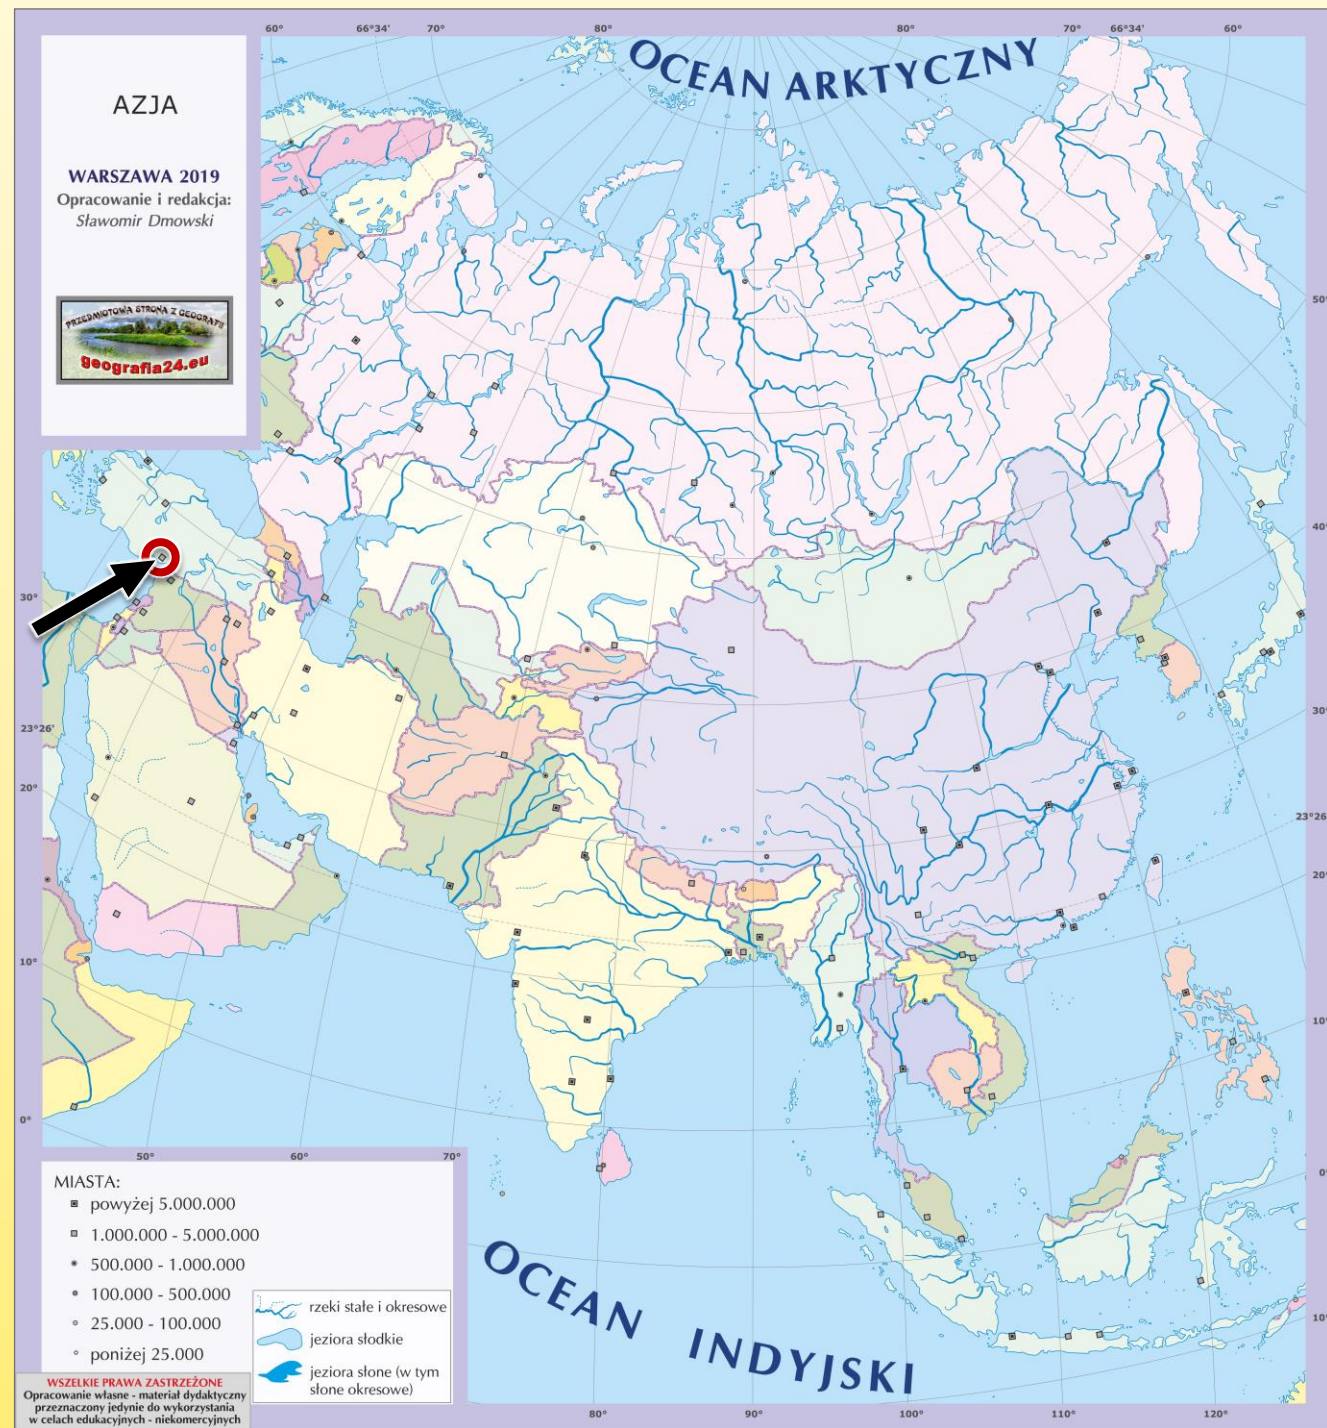 60° 66°34' 70° 80° 80° 70° 66°34' 60°
OCEAN ARKTYCZNY
AZJA
WARSZAWA 2019
Opracowanie i redakcja:
Sławomir Dmowski
PRZEDMIOTOWA STRONA Z GEOGRAFII
geografia24.eu
50°
40°
30°
30°
23°26'
20°
23°26'
20°
10°
10°
0°
0°
10°
50° 60° 70°
MIASTA:
powyżej 5.000.000
1.000.000 - 5.000.000
500.000 - 1.000.000
100.000 - 500.000
25.000 - 100.000
poniżej 25.000
rzeki stałe i okresowe
jeziora słodkie
jeziora słone (w tym
słone okresowe)
OCEAN INDYJSKI
WSZELKIE PRAWA ZASTRZEŻONE
Opracowanie własne - materiał dydaktyczny
przeznaczony jedynie do wykorzystania
w celach edukacyjnych - niekomercyjnych
80° 90° 100° 110° 120°